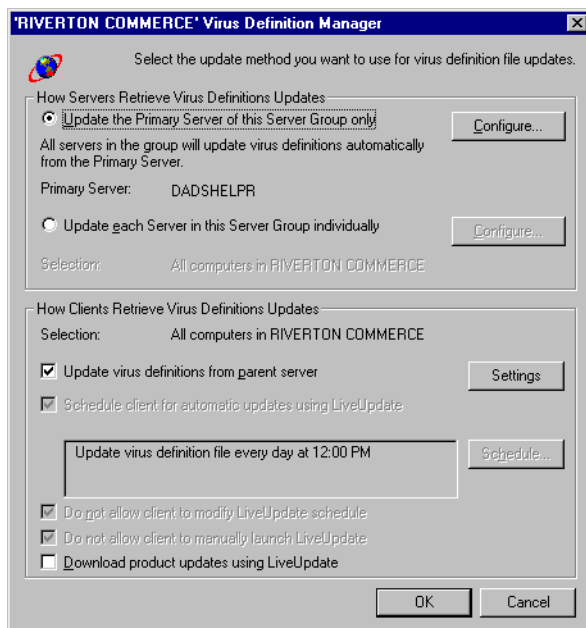 'RIVERTON COMMERCE' Virus Definition Manager
Select the update method you want to use for virus definition file updates.
How Servers Retrieve Virus Definitions Updates
Update the Primary Server of this Server Group only
Configure...
All servers in the group will update virus definitions automatically
from the Primary Server.
Primary Server: DADSHELPR
Update each Server in this Server Group individually
Configure...
Selection: All computers in RIVERTON COMMERCE
How Clients Retrieve Virus Definitions Updates
Selection: All computers in RIVERTON COMMERCE
Update virus definitions from parent server
Settings
Schedule client for automatic updates using LiveUpdate
Update virus definition file every day at 12:00 PM
Schedule...
Do not allow client to modify LiveUpdate schedule
Do not allow client to manually launch LiveUpdate
Download product updates using LiveUpdate
OK
Cancel